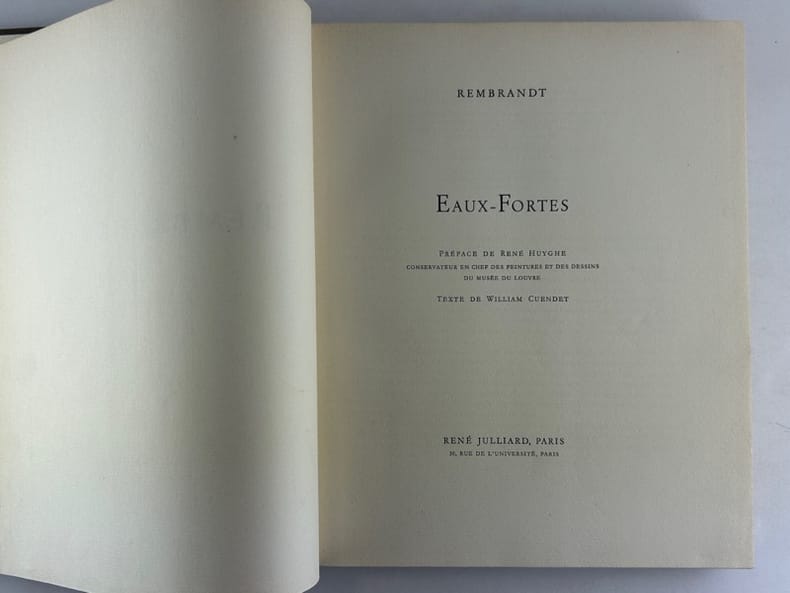 REMBRANDT
EAUX-FORTES
PRÉFACE DE RENÉ HUYGHE
CONSERVATEUR EN CHEF DES PEINTURES ET DES DESSINS
DU MUSÉE DU LOUVRE
TEXTE DE WILLIAM CUENDET
RENÉ JULLIARD, PARIS
RUE DE L'UNIVERSITÉ, PARIS